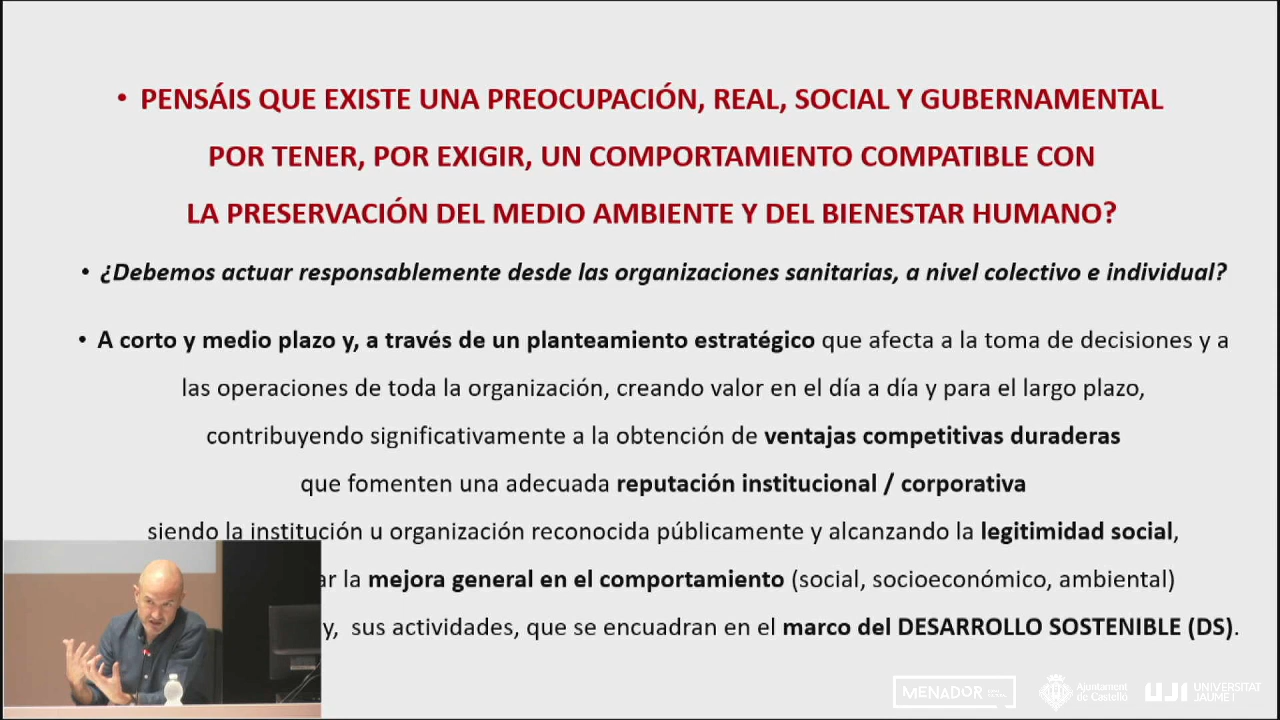 • PENSÁIS QUE EXISTE UNA PREOCUPACIÓN, REAL, SOCIAL Y GUBERNAMENTAL
POR TENER, POR EXIGIR, UN COMPORTAMIENTO COMPATIBLE CON
LA PRESERVACIÓN DEL MEDIO AMBIENTE Y DEL BIENESTAR HUMANO?
• ¿Debemos actuar responsablemente desde las organizaciones sanitarias, a nivel colectivo e individual?
• A corto y medio plazo y, a través de un planteamiento estratégico que afecta a la toma de decisiones y a
las operaciones de toda la organización, creando valor en el día a día y para el largo plazo,
contribuyendo significativamente a la obtención de ventajas competitivas duraderas
que fomenten una adecuada reputación institucional / corporativa
siendo la institución u organización reconocida públicamente y alcanzando la legitimidad social,
ar la mejora general en el comportamiento (social, socioeconómico, ambiental)
y, sus actividades, que se encuadran en el marco del DESARROLLO SOSTENIBLE (DS).
MENADOR
Ajuntament
de Castelló
UJI UNIVERSITAT
JAUME I